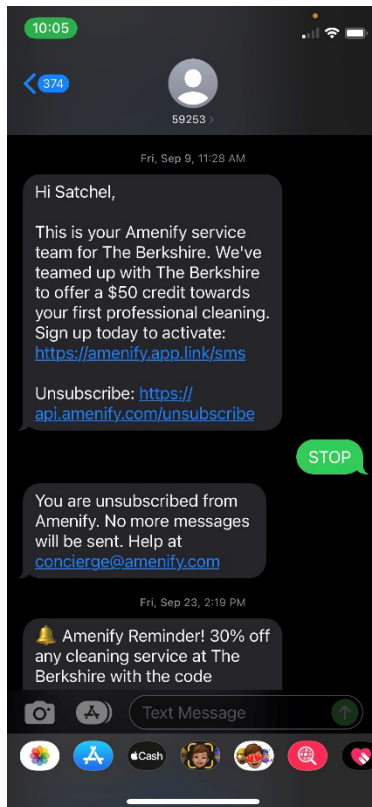 10:05
374
59253
Fri, Sep 9, 11:28 AM
Hi Satchel,
This is your Amenify service
team for The Berkshire. We've
teamed up with The Berkshire
to offer a $50 credit towards
your first professional cleaning.
Sign up today to activate:
https://amenify.app.link/sms
Unsubscribe: https://
api.amenify.com/unsubscribe
STOP
You are unsubscribed from
Amenify. No more messages
will be sent. Help at
concierge@amenify.com
Fri, Sep 23, 2:19 PM
🔔 Amenify Reminder! 30% off
any cleaning service at The
Berkshire with the code
Text Message
Cash